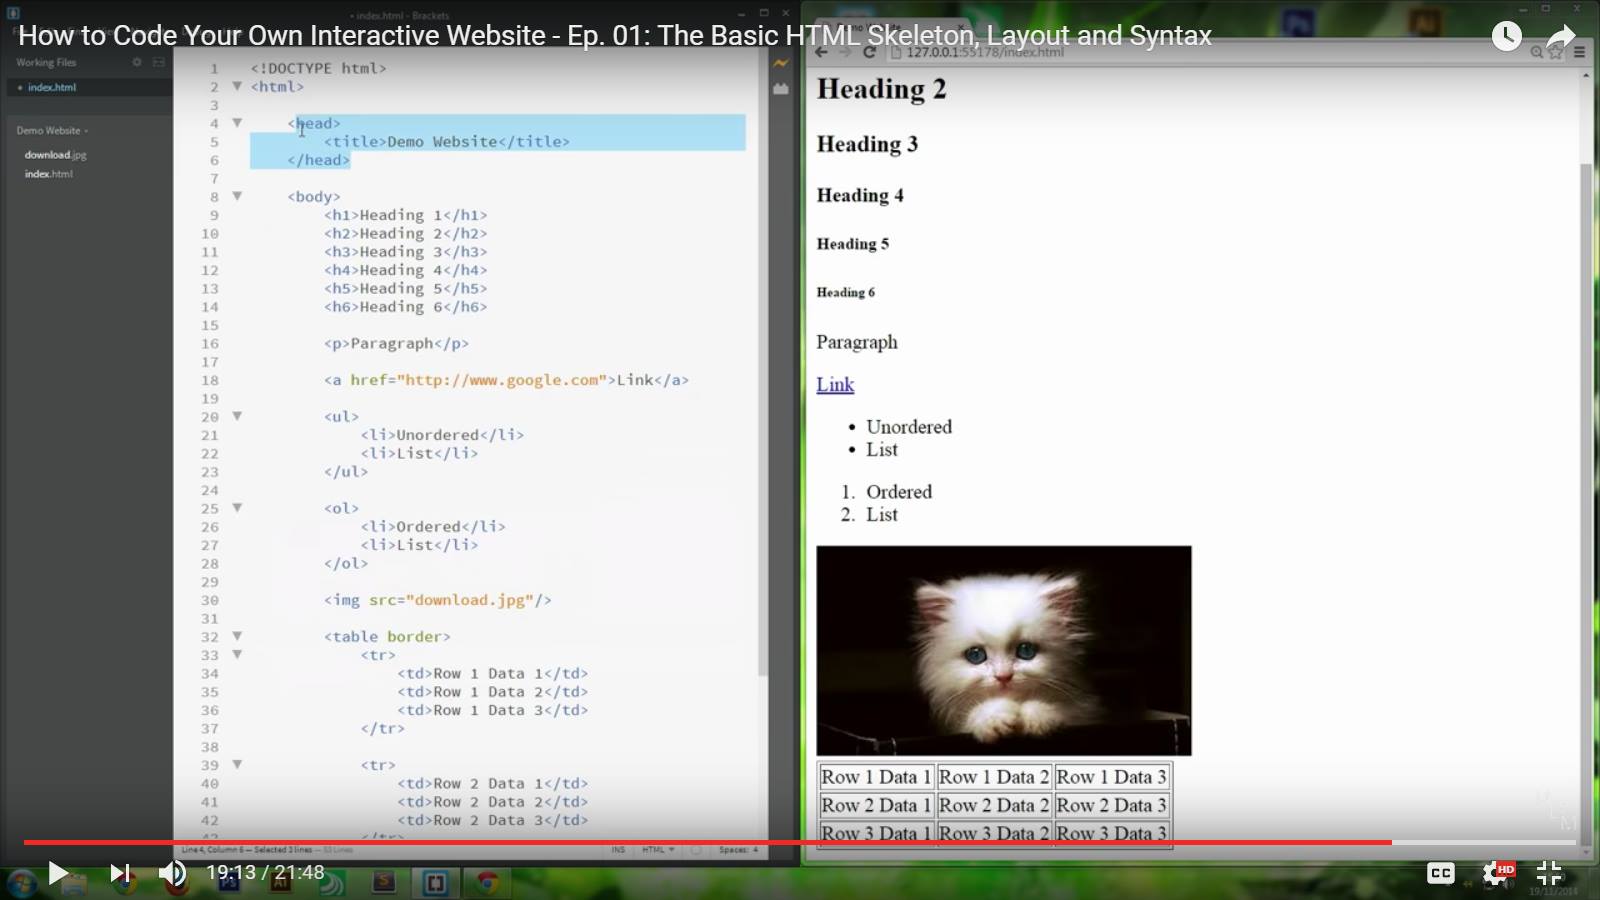 index.html - Brackets
How to Code Your Own Interactive Website - Ep. 01: The Basic HTML Skeleton, Layout and Syntax
Working Files
index.html
Demo Website
download.jpg
index.html
1 <!DOCTYPE html>
2 <html>
3
4 <head>
5 <title>Demo Website</title>
6 </head>
7
8 <body>
9 <h1>Heading 1</h1>
10 <h2>Heading 2</h2>
11 <h3>Heading 3</h3>
12 <h4>Heading 4</h4>
13 <h5>Heading 5</h5>
14 <h6>Heading 6</h6>
15
16 <p>Paragraph</p>
17
18 <a href="http://www.google.com">Link</a>
19
20 <ul>
21 <li>Unordered</li>
22 <li>List</li>
23 </ul>
24
25 <ol>
26 <li>Ordered</li>
27 <li>List</li>
28 </ol>
29
30 <img src="download.jpg"/>
31
32 <table border>
33 <tr>
34 <td>Row 1 Data 1</td>
35 <td>Row 1 Data 2</td>
36 <td>Row 1 Data 3</td>
37 </tr>
38
39 <tr>
40 <td>Row 2 Data 1</td>
41 <td>Row 2 Data 2</td>
42 <td>Row 2 Data 3</td>
Line 4, Column 6 — Selected 3 lines — 53 Lines
INS HTML Spaces: 4
127.0.0.1:55178/index.html
Heading 2
Heading 3
Heading 4
Heading 5
Heading 6
Paragraph
Link
• Unordered
• List
1. Ordered
2. List
Row 1 Data 1 Row 1 Data 2 Row 1 Data 3
Row 2 Data 1 Row 2 Data 2 Row 2 Data 3
Row 3 Data 1 Row 3 Data 2 Row 3 Data 3
19:13 / 21:48
CC HD
19/11/2014